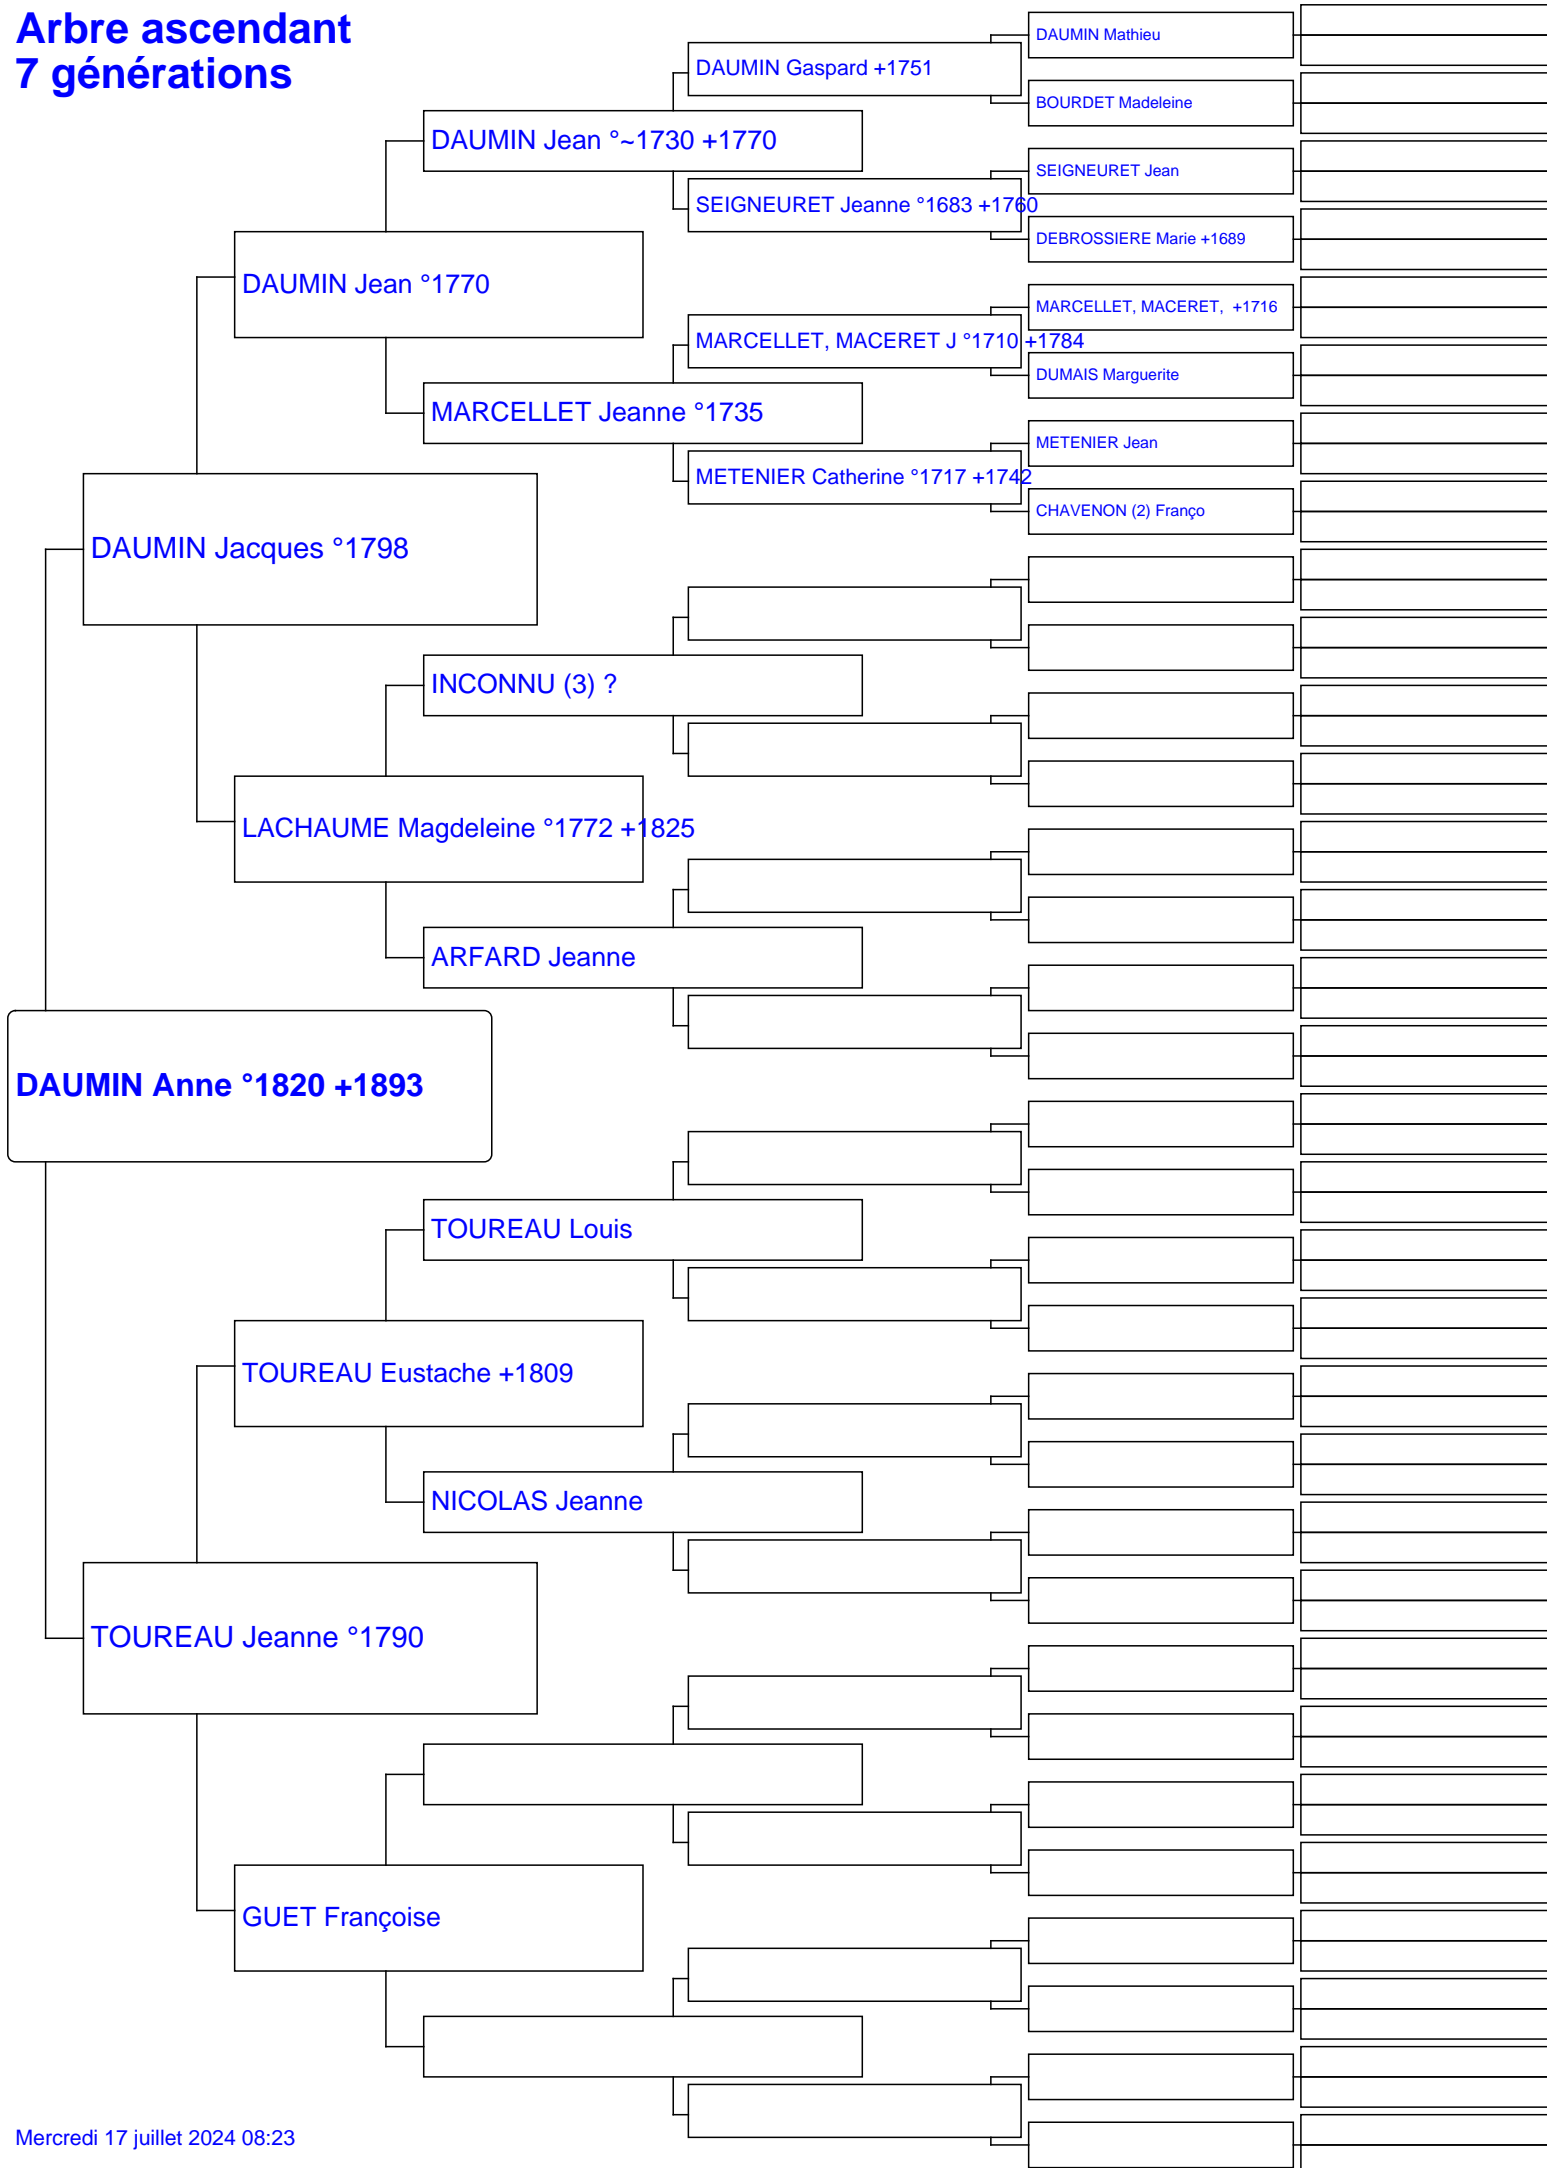 Arbre ascendant
7 générations
DAUMIN Mathieu
DAUMIN Gaspard +1751
BOURDET Madeleine
DAUMIN Jean °~1730 +1770
SEIGNEURET Jean
SEIGNEURET Jeanne °1683 +1760
DEBROSSIERE Marie +1689
DAUMIN Jean °1770
MARCELLET, MACERET,  +1716
MARCELLET, MACERET J °1710 +1784
DUMAIS Marguerite
MARCELLET Jeanne °1735
METENIER Jean
METENIER Catherine °1717 +1742
CHAVENON (2) Franço
DAUMIN Jacques °1798
INCONNU (3) ?
LACHAUME Magdeleine °1772 +1825
ARFARD Jeanne
DAUMIN Anne °1820 +1893
TOUREAU Louis
TOUREAU Eustache +1809
NICOLAS Jeanne
TOUREAU Jeanne °1790
GUET Françoise
Mercredi 17 juillet 2024 08:23